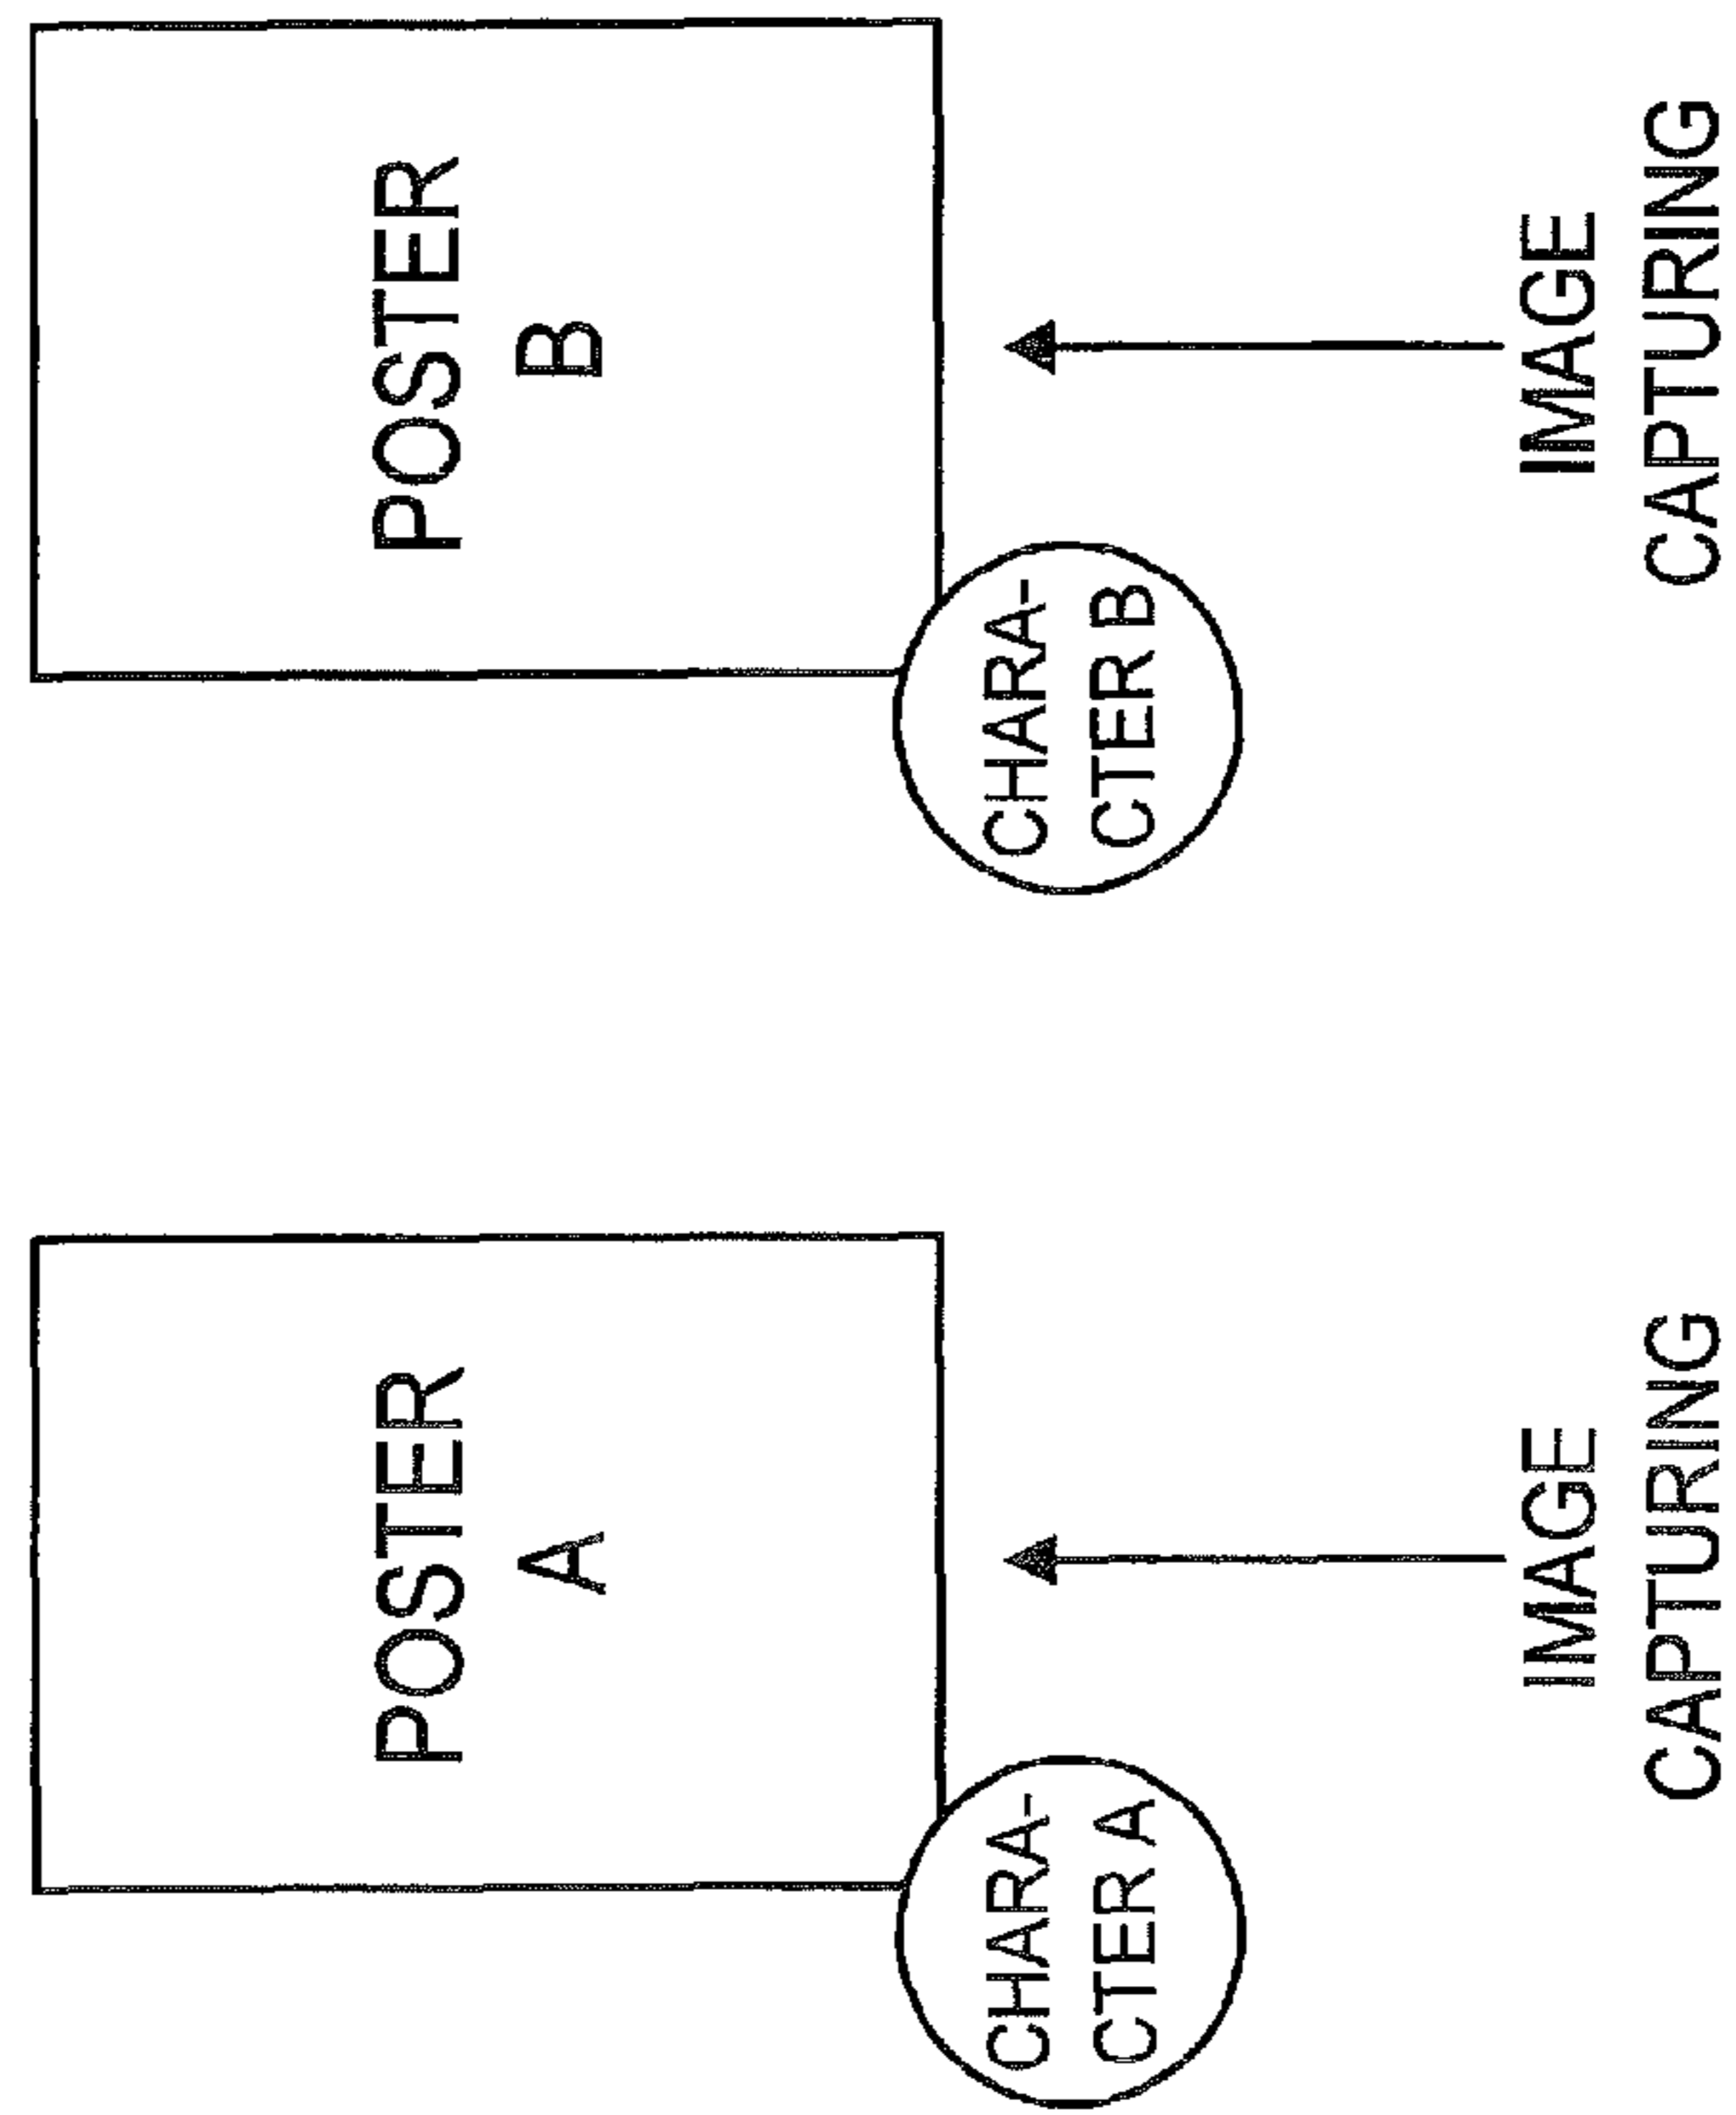 POSTER
A
CHARA-
CTER A
IMAGE
CAPTURING
POSTER
B
CHARA-
CTER B
IMAGE
CAPTURING